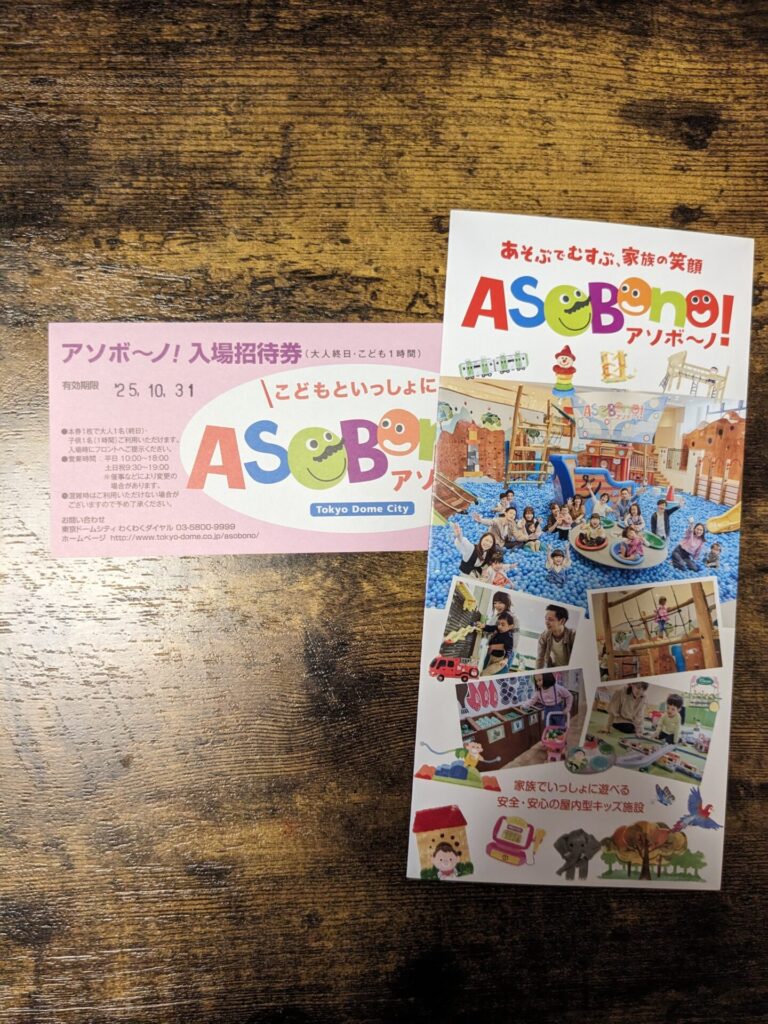 アソボ～ノ！入場招待券（大人終日・こども1時間）
有効期限 '25, 10, 31
＼こどもといっしょに
ASOBOno
アソ
Tokyo Dome City
●本券1枚で大人1名(終日)・
子供1名(1時間)ご利用いただけます。
入場時にフロントへご提示ください。
●営業時間：平日 10:00～18:00
土日祝9:30～19:00
※催事などにより変更の
場合があります。
●混雑時はご利用いただけない場合が
ございますので予めご了承ください。
お問い合わせ
東京ドームシティ わくわくダイヤル 03-5800-9999
ホームページ http://www.tokyo-dome.co.jp/asobono/
あそぶでむすぶ、家族の笑顔
ASOBOno!
アソボ～ノ！
ASOBOno!
家族でいっしょに遊べる
安全・安心の屋内型キッズ施設